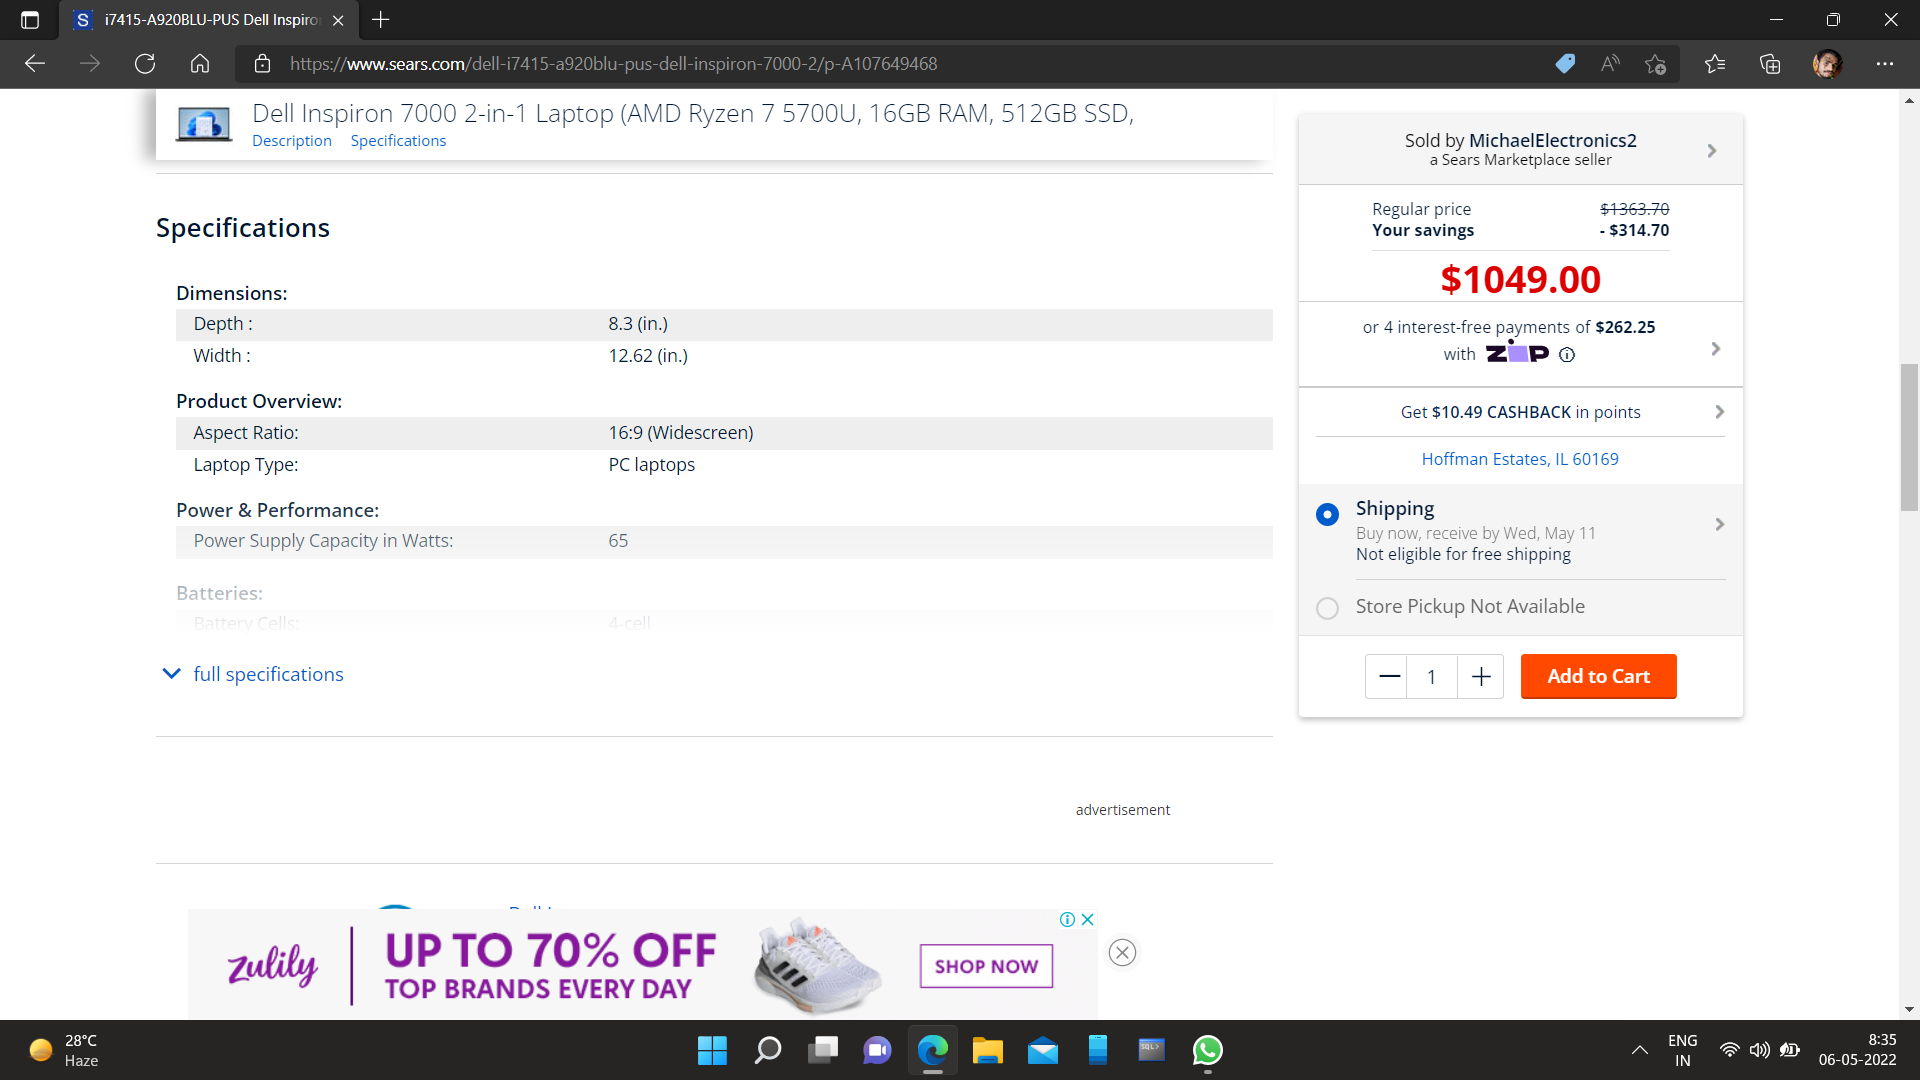 i7415-A920BLU-PUS Dell Inspiro
https://www.sears.com/dell-i7415-a920blu-pus-dell-inspiron-7000-2/p-A107649468
Dell Inspiron 7000 2-in-1 Laptop (AMD Ryzen 7 5700U, 16GB RAM, 512GB SSD,
Description Specifications
Specifications
Dimensions:
Depth : 8.3 (in.)
Width : 12.62 (in.)
Product Overview:
Aspect Ratio: 16:9 (Widescreen)
Laptop Type: PC laptops
Power & Performance:
Power Supply Capacity in Watts: 65
Batteries:
Battery Cells: 4-cell
full specifications
advertisement
Sold by MichaelElectronics2
a Sears Marketplace seller
Regular price $1363.70
Your savings - $314.70
$1049.00
or 4 interest-free payments of $262.25
with ZIP
Get $10.49 CASHBACK in points
Hoffman Estates, IL 60169
Shipping
Buy now, receive by Wed, May 11
Not eligible for free shipping
Store Pickup Not Available
1 Add to Cart
zulily
UP TO 70% OFF
TOP BRANDS EVERY DAY
SHOP NOW
28°C
Haze
SQL>
ENG
IN
8:35
06-05-2022